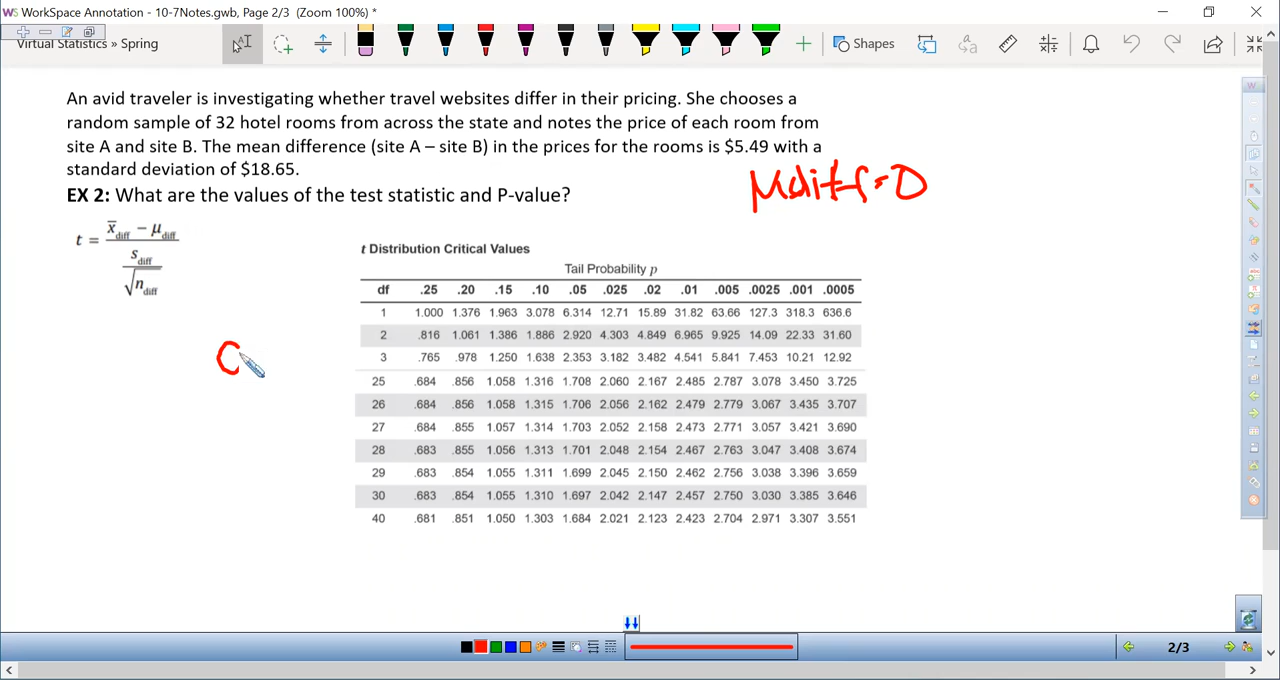 WorkSpace Annotation - 10-7Notes.gwb, Page 2/3 (Zoom 100%) *
Virtual Statistics » Spring
Shapes
An avid traveler is investigating whether travel websites differ in their pricing. She chooses a
random sample of 32 hotel rooms from across the state and notes the price of each room from
site A and site B. The mean difference (site A – site B) in the prices for the rooms is $5.49 with a
standard deviation of $18.65.
μdiff = 0
EX 2: What are the values of the test statistic and P-value?
t = (x̄diff − μdiff) / (sdiff / √ndiff)
t Distribution Critical Values
Tail Probability p
df .25 .20 .15 .10 .05 .025 .02 .01 .005 .0025 .001 .0005
1 1.000 1.376 1.963 3.078 6.314 12.71 15.89 31.82 63.66 127.3 318.3 636.6
2 .816 1.061 1.386 1.886 2.920 4.303 4.849 6.965 9.925 14.09 22.33 31.60
3 .765 .978 1.250 1.638 2.353 3.182 3.482 4.541 5.841 7.453 10.21 12.92
25 .684 .856 1.058 1.316 1.708 2.060 2.167 2.485 2.787 3.078 3.450 3.725
26 .684 .856 1.058 1.315 1.706 2.056 2.162 2.479 2.779 3.067 3.435 3.707
27 .684 .855 1.057 1.314 1.703 2.052 2.158 2.473 2.771 3.057 3.421 3.690
28 .683 .855 1.056 1.313 1.701 2.048 2.154 2.467 2.763 3.047 3.408 3.674
29 .683 .854 1.055 1.311 1.699 2.045 2.150 2.462 2.756 3.038 3.396 3.659
30 .683 .854 1.055 1.310 1.697 2.042 2.147 2.457 2.750 3.030 3.385 3.646
40 .681 .851 1.050 1.303 1.684 2.021 2.123 2.423 2.704 2.971 3.307 3.551
2/3